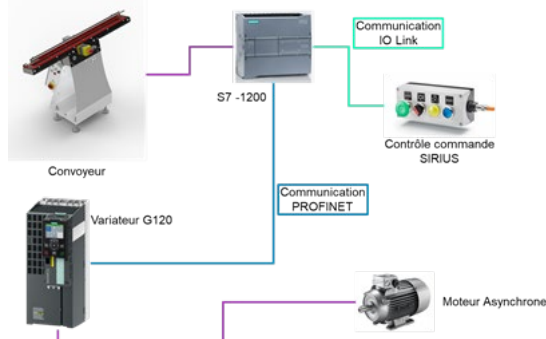 Communication
IO Link
S7 -1200
Contrôle commande
SIRIUS
Convoyeur
Communication
PROFINET
Variateur G120
Moteur Asynchrone